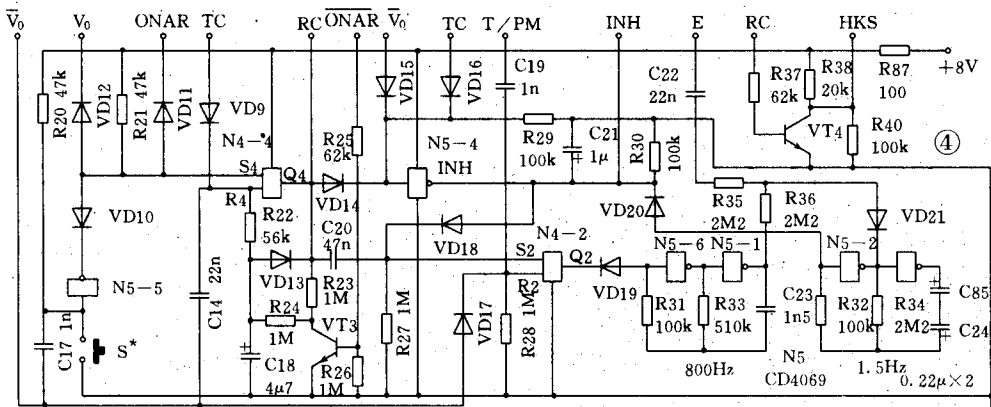 V̅₀ V₀ ONAR TC RC O̅N̅A̅R̅ V̅₀ TC T/PM INH E RC HKS
+8V
R87
100
R20 47k
VD12
R21 47k
VD11
VD9
N4-4
R25
62k
VD15
VD16
C19
1n
C22
22n
R37
62k
R38
20k
VT4
R40
100k
④
S4
Q4
R4
VD14
N5-4
INH
R29
100k
C21
1μ
R30
100k
VD10
R22
56k
C20
47n
VD18
VD20
R35
2M2
R36
2M2
VD21
N4-2
S2
Q2
R2
N5-6
N5-1
N5-2
N5-5
22n
C14
VD13
R23
1M
VD19
R24
1M
VT3
R27 1M
VD17
R28 1M
R31
100k
R33
510k
C23
1n5
R32
100k
R34
2M2
C85
C24
C17 1n
S*
C18
4μ7
R26
1M
800Hz
N5
CD4069
1.5Hz
0.22μ×2